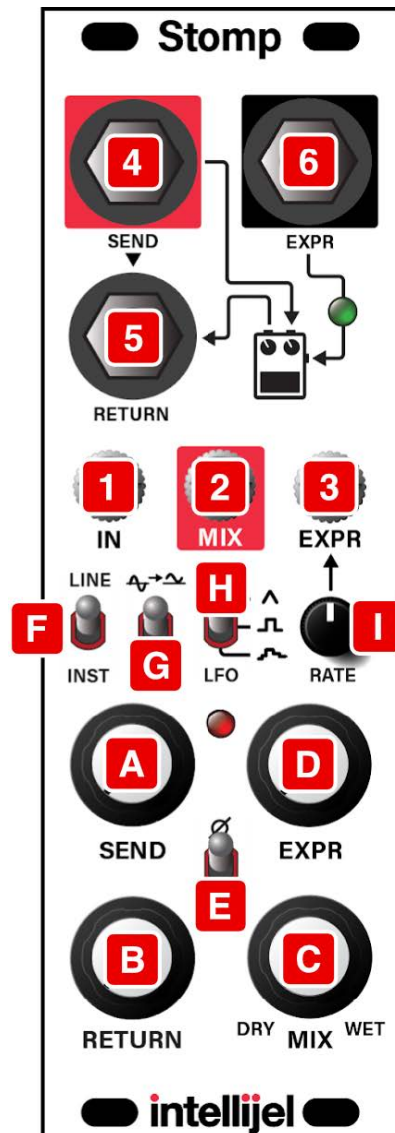 Stomp
4
6
SEND
EXPR
5
RETURN
1
2
3
IN
MIX
EXPR
LINE
H
F
G
I
INST
LFO
RATE
A
D
SEND
EXPR
E
B
C
RETURN
DRY
MIX
WET
intellijel